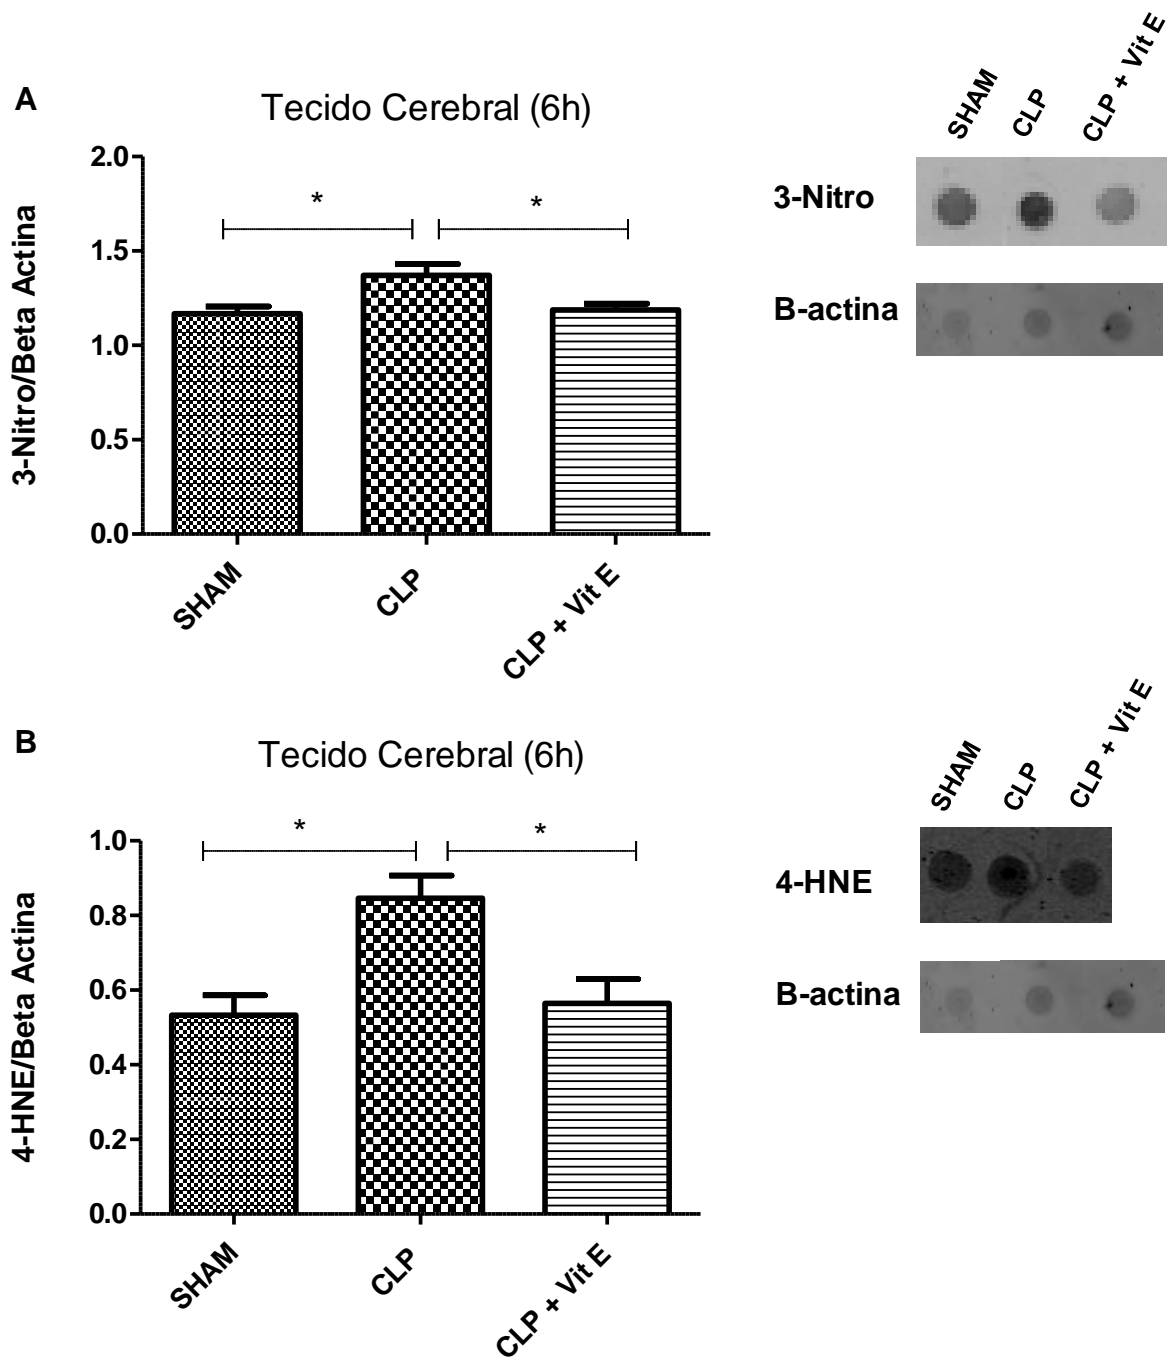 A
Tecido Cerebral (6h)
3-Nitro/Beta Actina
2.0
1.5
1.0
0.5
0.0
*
*
SHAM
CLP
CLP + Vit E
SHAM
CLP
CLP + Vit E
3-Nitro
B-actina
B
Tecido Cerebral (6h)
4-HNE/Beta Actina
1.0
0.8
0.6
0.4
0.2
0.0
*
*
SHAM
CLP
CLP + Vit E
SHAM
CLP
CLP + Vit E
4-HNE
B-actina